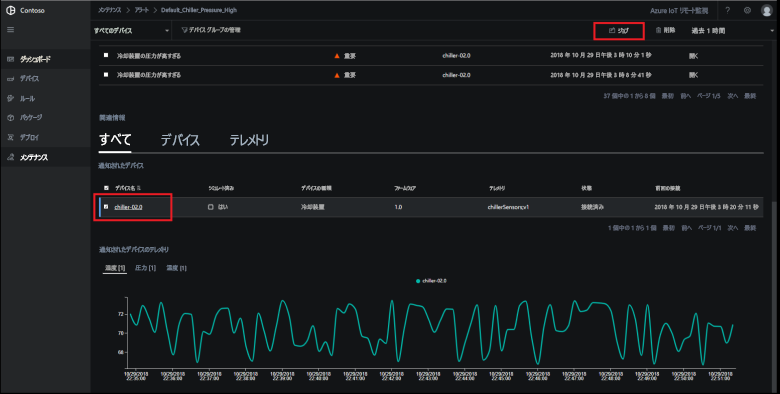 Contoso
メンテナンス > アラート > Default_Chiller_Pressure_High
Azure IoT リモート監視 ?
すべてのデバイス デバイス グループの管理 ジョブ 削除 過去 1 時間
ダッシュボード
デバイス
ルール
パッケージ
デプロイ
メンテナンス
冷却装置の圧力が高すぎる 重要 chiller-02.0 2018 年 10 月 29 日午後 3 時 10 分 1 秒 開く
冷却装置の圧力が高すぎる 重要 chiller-02.0 2018 年 10 月 29 日午後 3 時 8 分 41 秒 開く
37 個中の 1 から 8 個 最初 前へ ページ 1/5 次へ 最終
関連情報
すべて デバイス テレメトリ
通知されたデバイス
デバイス名 シミュレート済み デバイスの種類 ファームウェア テレメトリ 状態 前回の接続
chiller-02.0 はい 冷却装置 1.0 chillerSensors;v1 接続済み 2018 年 10 月 29 日午後 3 時 20 分 11 秒
1 個中の 1 から 1 個 最初 前へ ページ 1/1 次へ 最終
通知されたデバイスのテレメトリ
温度 [1] 圧力 [1] 湿度 [1]
chiller-02.0
72
70
68
10/29/2018 10/29/2018 10/29/2018 10/29/2018 10/29/2018 10/29/2018 10/29/2018 10/29/2018 10/29/2018 10/29/2018 10/29/2018 10/29/2018 10/29/2018 10/29/2018 10/29/2018 10/29/2018 10/29/2018
22:35:00 22:36:00 22:37:00 22:38:00 22:39:00 22:40:00 22:41:00 22:42:00 22:43:00 22:44:00 22:45:00 22:46:00 22:47:00 22:48:00 22:49:00 22:50:00 22:51:00